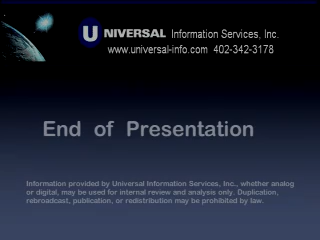 UNIVERSAL Information Services, Inc.
www.universal-info.com 402-342-3178
End of Presentation
Information provided by Universal Information Services, Inc., whether analog
or digital, may be used for internal review and analysis only. Duplication,
rebroadcast, publication, or redistribution may be prohibited by law.